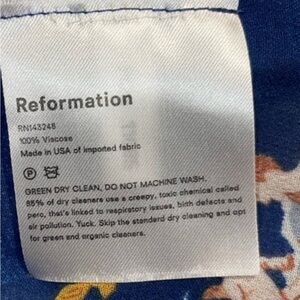 Reformation
RN143248
100% Viscose
Made in USA of imported fabric
GREEN DRY CLEAN, DO NOT MACHINE WASH.
85% of dry cleaners use a creepy, toxic chemical called
perc, that's linked to respiratory issues, birth defects and
air pollution. Yuck. Skip the standard dry cleaning and opt
for green and organic cleaners.